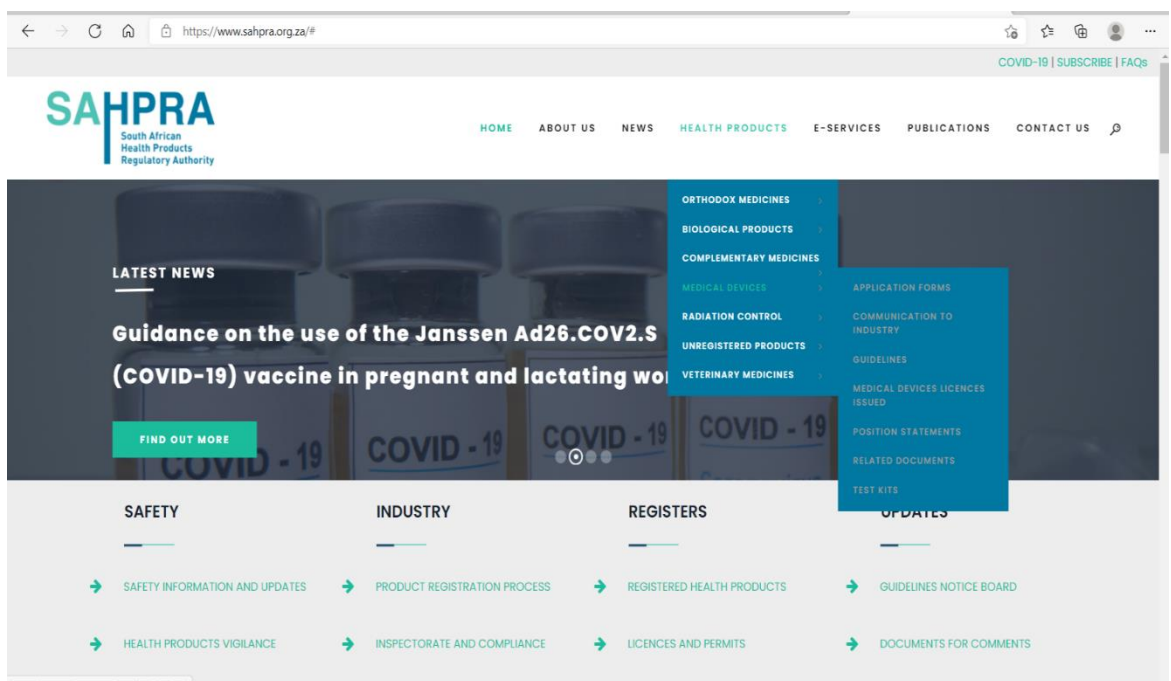 https://www.sahpra.org.za/#
COVID-19 | SUBSCRIBE | FAQs
SAHPRA
South African
Health Products
Regulatory Authority
HOME ABOUT US NEWS HEALTH PRODUCTS E-SERVICES PUBLICATIONS CONTACT US
ORTHODOX MEDICINES
BIOLOGICAL PRODUCTS
COMPLEMENTARY MEDICINES
MEDICAL DEVICES
RADIATION CONTROL
UNREGISTERED PRODUCTS
VETERINARY MEDICINES
APPLICATION FORMS
COMMUNICATION TO
INDUSTRY
GUIDELINES
MEDICAL DEVICES LICENCES
ISSUED
POSITION STATEMENTS
RELATED DOCUMENTS
TEST KITS
LATEST NEWS
Guidance on the use of the Janssen Ad26.COV2.S
(COVID-19) vaccine in pregnant and lactating
FIND OUT MORE
COVID - 19 COVID - 19 COVID - 19 COVID - 19
SAFETY INDUSTRY REGISTERS UPDATES
SAFETY INFORMATION AND UPDATES PRODUCT REGISTRATION PROCESS REGISTERED HEALTH PRODUCTS GUIDELINES NOTICE BOARD
HEALTH PRODUCTS VIGILANCE INSPECTORATE AND COMPLIANCE LICENCES AND PERMITS DOCUMENTS FOR COMMENTS